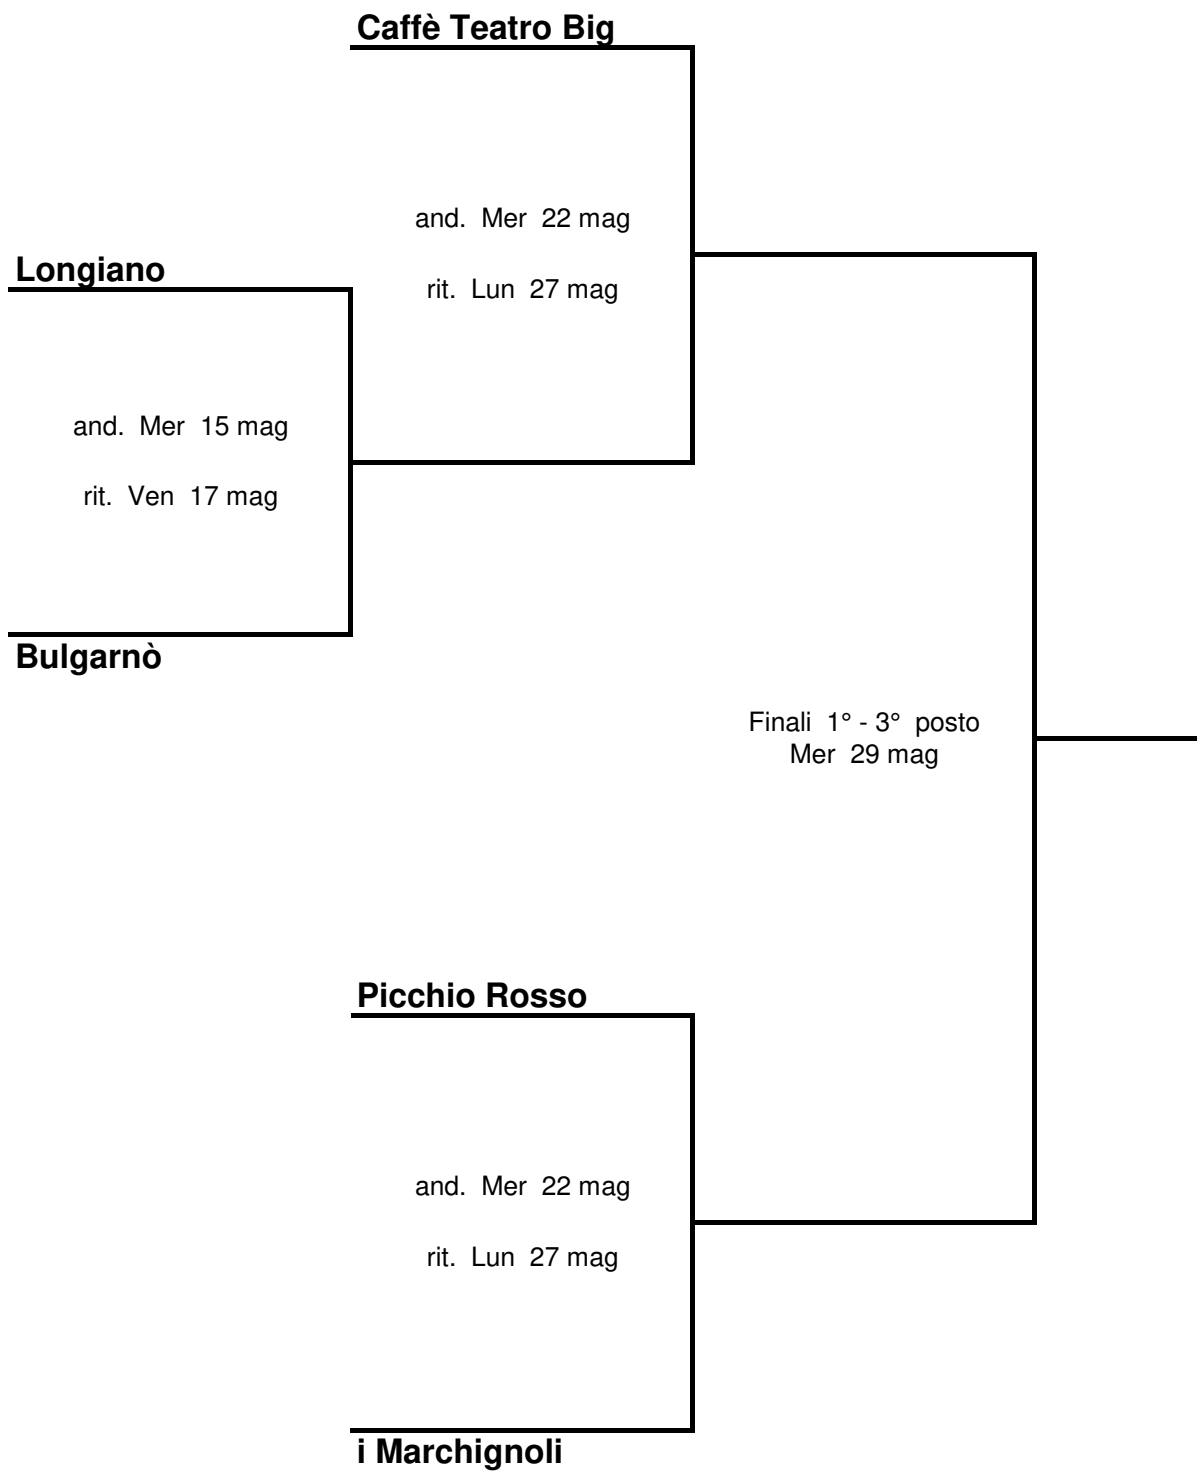 Caffè Teatro Big
and. Mer 22 mag
Longiano
rit. Lun 27 mag
and. Mer 15 mag
rit. Ven 17 mag
Bulgarnò
Finali 1° - 3° posto
Mer 29 mag
Picchio Rosso
and. Mer 22 mag
rit. Lun 27 mag
i Marchignoli